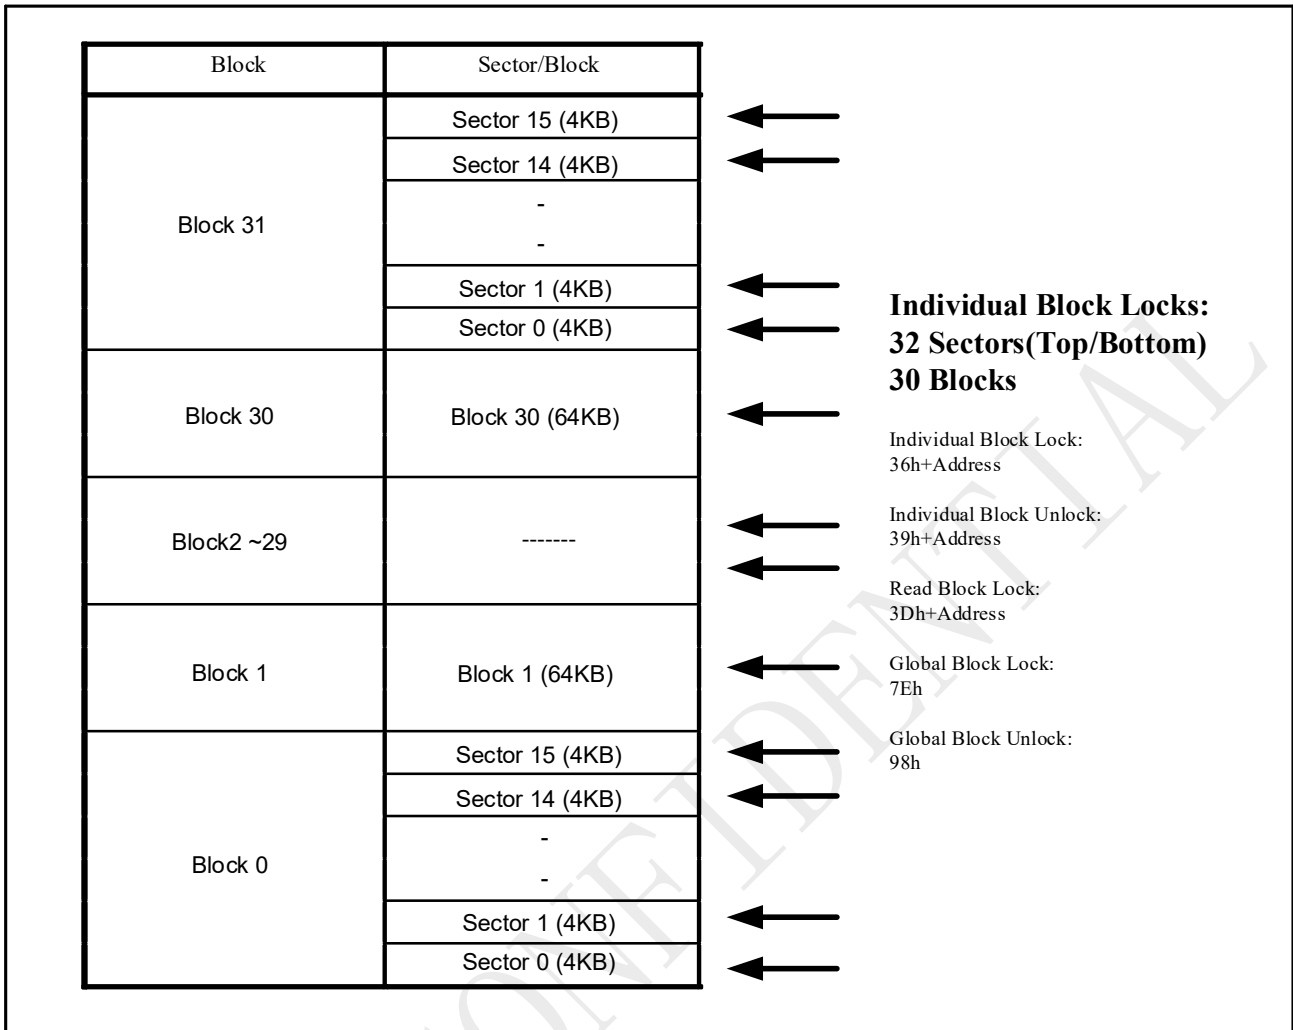 Block Sector/Block
Sector 15 (4KB)
Sector 14 (4KB)
-
Block 31
-
Sector 1 (4KB)
Sector 0 (4KB)
Block 30 Block 30 (64KB)
Block2 ~29 -------
Block 1 Block 1 (64KB)
Sector 15 (4KB)
Sector 14 (4KB)
-
Block 0
-
Sector 1 (4KB)
Sector 0 (4KB)
Individual Block Locks:
32 Sectors(Top/Bottom)
30 Blocks
Individual Block Lock:
36h+Address
Individual Block Unlock:
39h+Address
Read Block Lock:
3Dh+Address
Global Block Lock:
7Eh
Global Block Unlock:
98h
ONFIDENTIAL